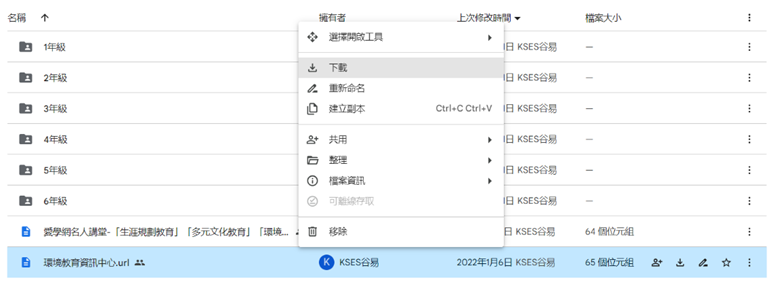 名稱 擁有者 上次修改時間 檔案大小
選擇開啟工具
1年級 日 KSES谷易 —
下載
2年級 日 KSES谷易 —
重新命名
3年級 建立副本 Ctrl+C Ctrl+V 日 KSES谷易 —
4年級 共用 日 KSES谷易 —
整理
5年級 檔案資訊 日 KSES谷易 —
6年級 可離線存取 日 KSES谷易 —
愛學網名人講堂-「生涯規劃教育」「多元文化教育」「環境... 移除 日 KSES谷易 64 個位元組
環境教育資訊中心.url K KSES谷易 2022年1月6日 KSES谷易 65 個位元組